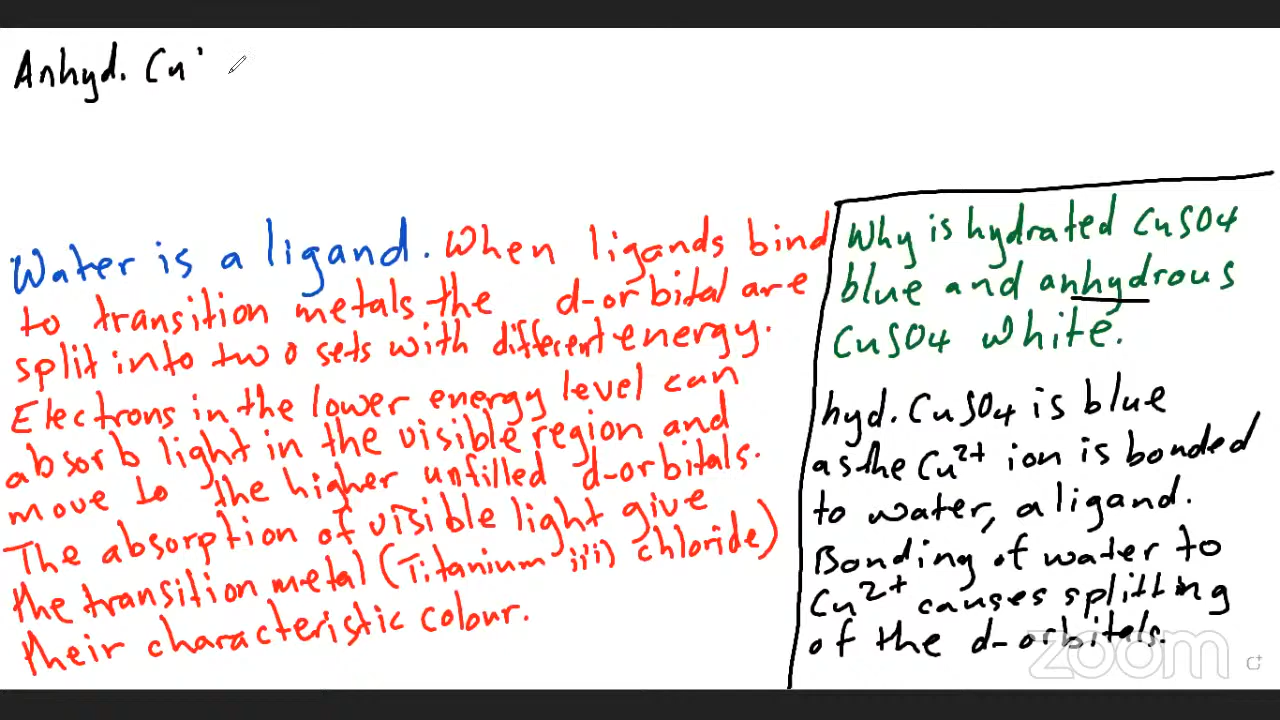 Anhyd. Cu'
Water is a ligand. When ligands bind
to transition metals the d-orbital are
split into two sets with different energy.
Electrons in the lower energy level can
absorb light in the visible region and
move to the higher unfilled d-orbitals.
The absorption of visible light give
the transition metal (Titanium iii) chloride)
their characteristic colour.
Why is hydrated CuSO4
blue and anhydrous
CuSO4 white.
hyd. CuSO4 is blue
as the Cu2+ ion is bonded
to water, a ligand.
Bonding of water to
Cu2+ causes splitting
of the d-orbitals.
zoom